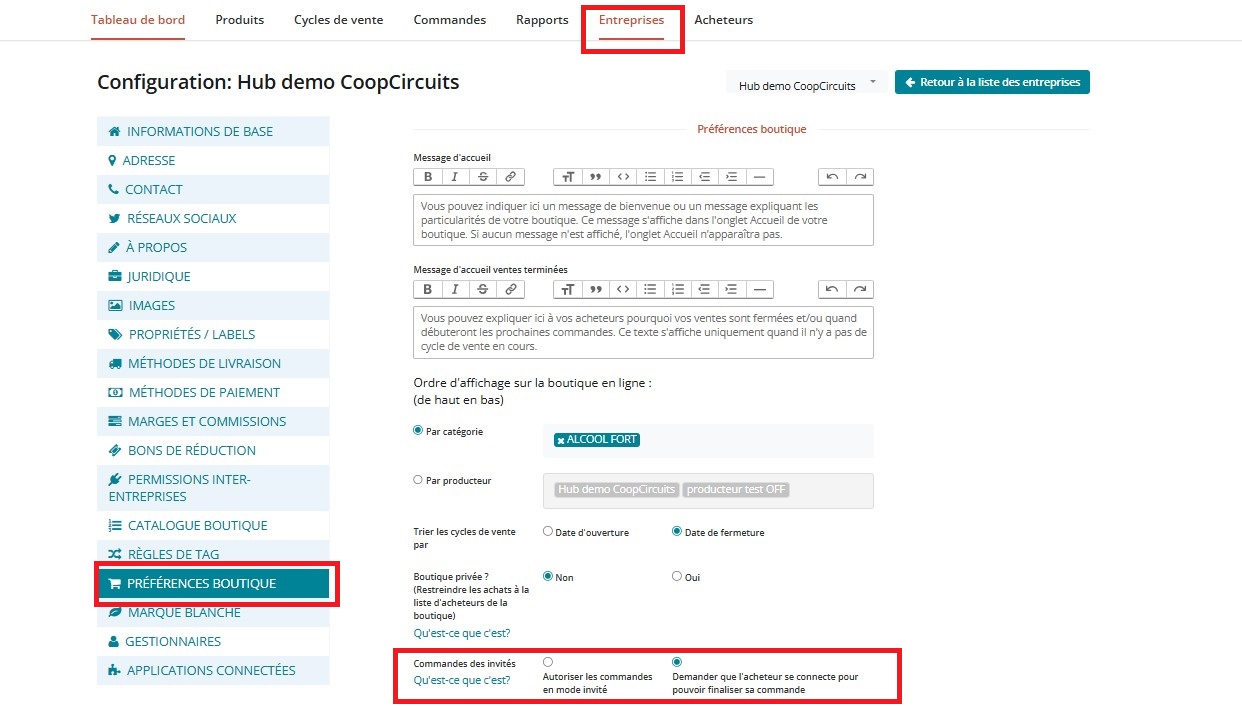 Tableau de bord Produits Cycles de vente Commandes Rapports Entreprises Acheteurs
Configuration: Hub demo CoopCircuits
Hub demo CoopCircuits
Retour à la liste des entreprises
INFORMATIONS DE BASE
ADRESSE
CONTACT
RÉSEAUX SOCIAUX
À PROPOS
JURIDIQUE
IMAGES
PROPRIÉTÉS / LABELS
MÉTHODES DE LIVRAISON
MÉTHODES DE PAIEMENT
MARGES ET COMMISSIONS
BONS DE RÉDUCTION
PERMISSIONS INTER-
ENTREPRISES
CATALOGUE BOUTIQUE
RÈGLES DE TAG
PRÉFÉRENCES BOUTIQUE
MARQUE BLANCHE
GESTIONNAIRES
APPLICATIONS CONNECTÉES
Préférences boutique
Message d'accueil
Vous pouvez indiquer ici un message de bienvenue ou un message expliquant les
particularités de votre boutique. Ce message s'affiche dans l'onglet Accueil de votre
boutique. Si aucun message n'est affiché, l'onglet Accueil n'apparaîtra pas.
Message d'accueil ventes terminées
Vous pouvez expliquer ici à vos acheteurs pourquoi vos ventes sont fermées et/ou quand
débuteront les prochaines commandes. Ce texte s'affiche uniquement quand il n'y a pas de
cycle de vente en cours.
Ordre d'affichage sur la boutique en ligne :
(de haut en bas)
Par catégorie
ALCOOL FORT
Par producteur
Hub demo CoopCircuits producteur test OFF
Trier les cycles de vente
par
Date d'ouverture
Date de fermeture
Boutique privée ?
(Restreindre les achats à la
liste d'acheteurs de la
boutique)
Non
Oui
Qu'est-ce que c'est?
Commandes des invités
Qu'est-ce que c'est?
Autoriser les commandes
en mode invité
Demander que l'acheteur se connecte pour
pouvoir finaliser sa commande